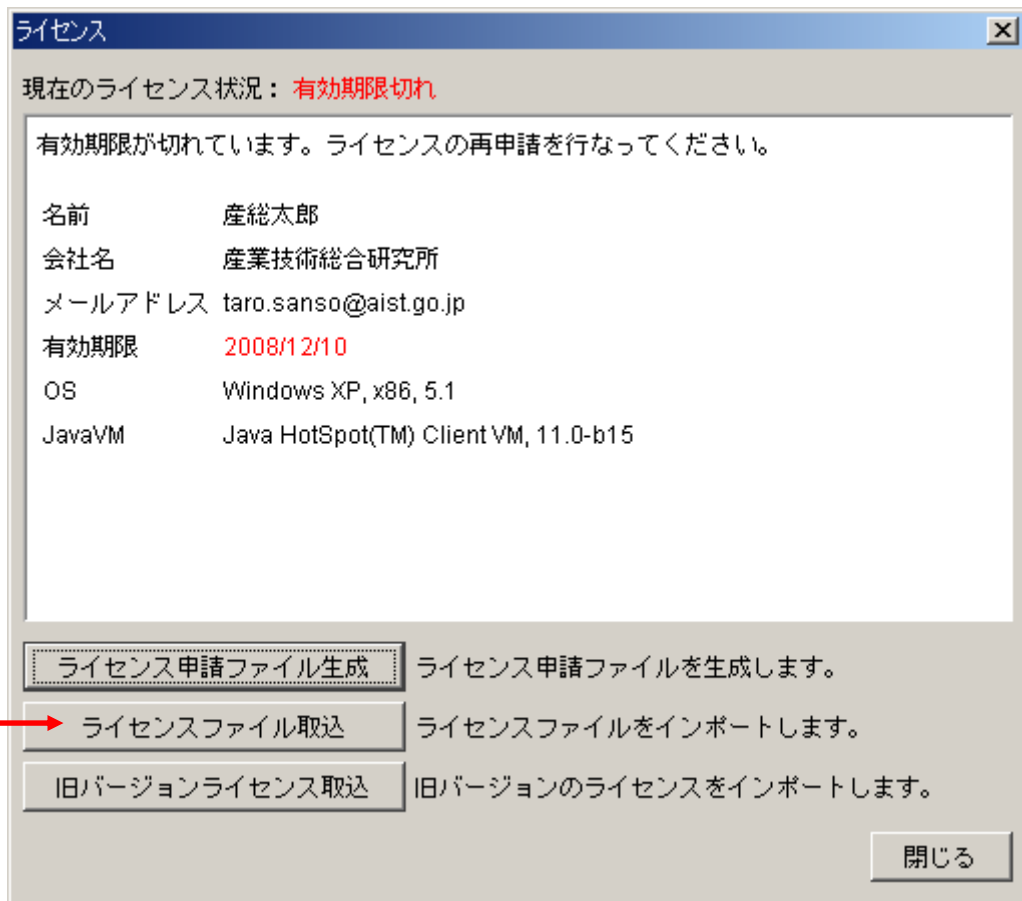 ライセンス
現在のライセンス状況： 有効期限切れ
有効期限が切れています。ライセンスの再申請を行なってください。
名前 産総太郎
会社名 産業技術総合研究所
メールアドレス taro.sanso@aist.go.jp
有効期限 2008/12/10
OS Windows XP, x86, 5.1
JavaVM Java HotSpot(TM) Client VM, 11.0-b15
ライセンス申請ファイル生成 ライセンス申請ファイルを生成します。
ライセンスファイル取込 ライセンスファイルをインポートします。
旧バージョンライセンス取込 旧バージョンのライセンスをインポートします。
閉じる